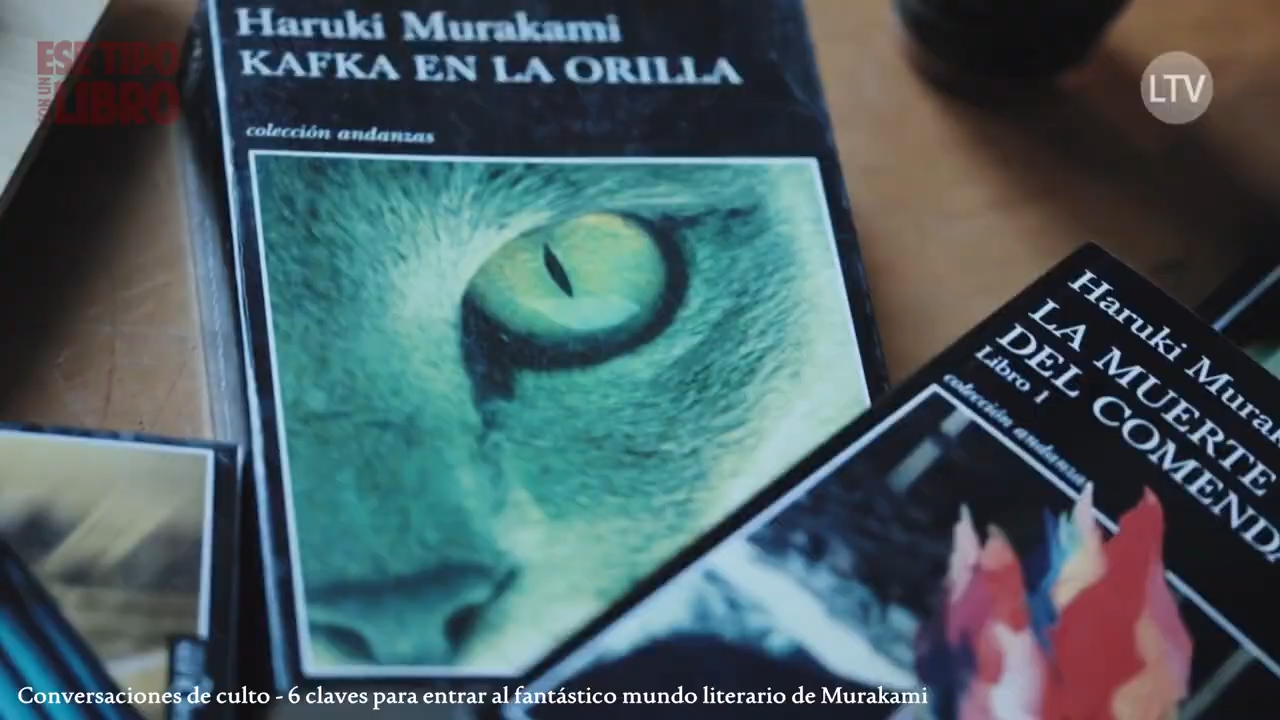 ESE TIPO
CON UN
LIBRO
LTV
Haruki Murakami
KAFKA EN LA ORILLA
colección andanzas
Haruki Murak
LA MUERTE
DEL COMENDA
Libro 1
colección andanzas
Conversaciones de culto - 6 claves para entrar al fantástico mundo literario de Murakami